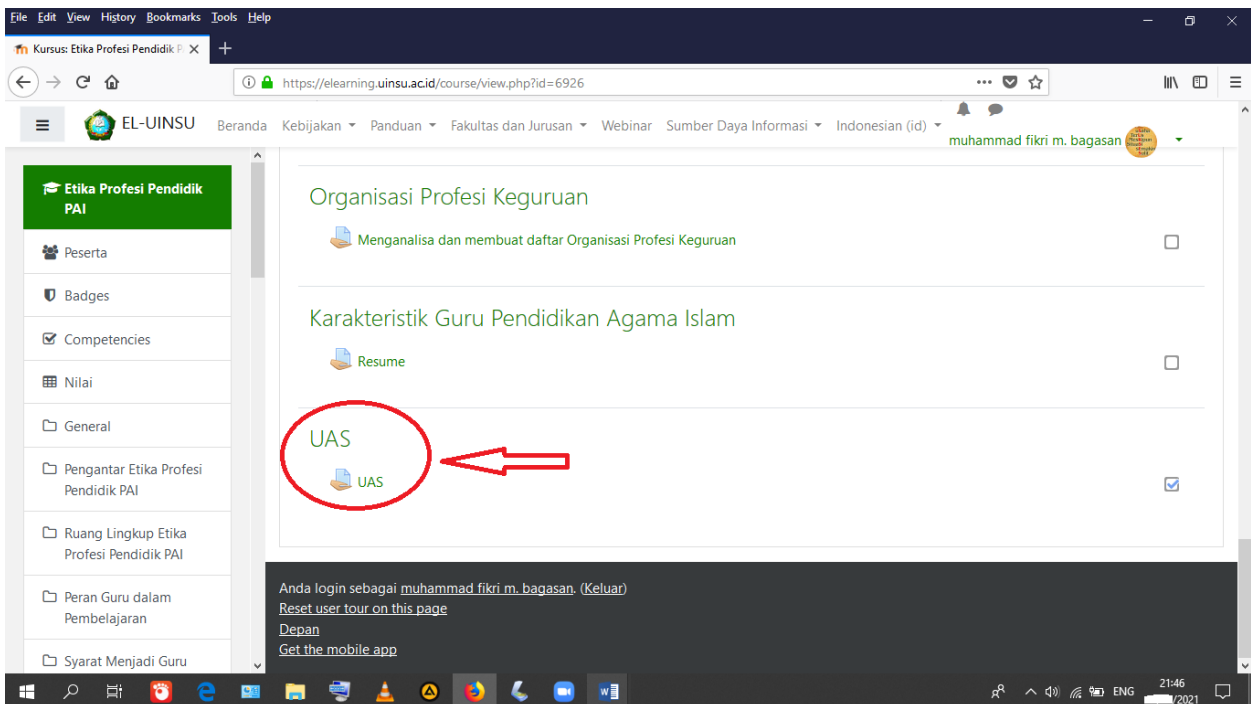 File Edit View History Bookmarks Tools Help
Kursus: Etika Profesi Pendidik P
https://elearning.uinsu.ac.id/course/view.php?id=6926
EL-UINSU Beranda Kebijakan Panduan Fakultas dan Jurusan Webinar Sumber Daya Informasi Indonesian (id)
muhammad fikri m. bagasan
Etika Profesi Pendidik
PAI
Peserta
Badges
Competencies
Nilai
General
Pengantar Etika Profesi
Pendidik PAI
Ruang Lingkup Etika
Profesi Pendidik PAI
Peran Guru dalam
Pembelajaran
Syarat Menjadi Guru
Organisasi Profesi Keguruan
Menganalisa dan membuat daftar Organisasi Profesi Keguruan
Karakteristik Guru Pendidikan Agama Islam
Resume
UAS
UAS
Anda login sebagai muhammad fikri m. bagasan. (Keluar)
Reset user tour on this page
Depan
Get the mobile app
ENG
21:46
/2021